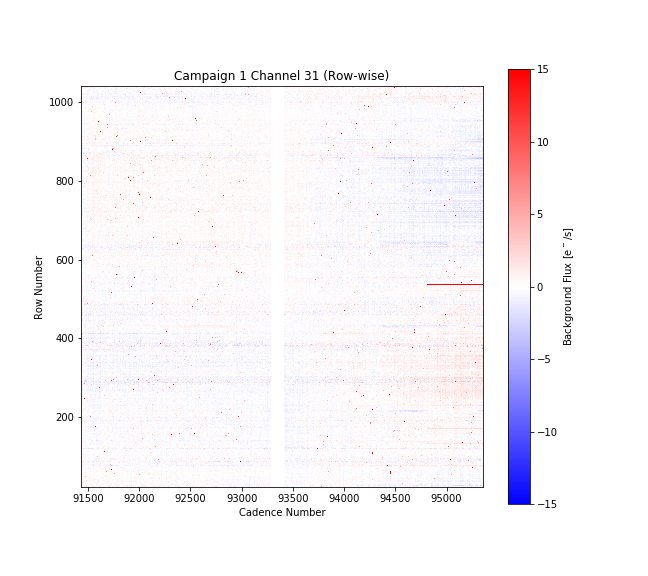 Campaign 1 Channel 31 (Row-wise)
1000
800
600
400
200
Row Number
91500 92000 92500 93000 93500 94000 94500 95000
Cadence Number
15
10
5
0
−5
−10
−15
Background Flux [e⁻/s]